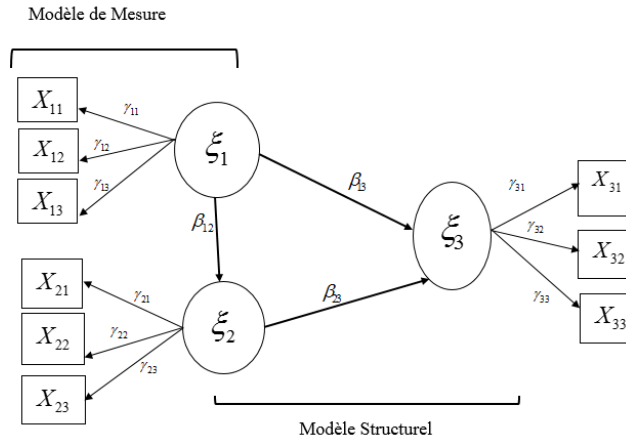 Modèle de Mesure
X₁₁
γ₁₁
X₁₂
γ₁₂
X₁₃
γ₁₃
ξ₁
β₁₃
β₁₂
ξ₃
γ₃₁
X₃₁
γ₃₂
X₃₂
γ₃₃
X₃₃
X₂₁
γ₂₁
X₂₂
γ₂₂
X₂₃
γ₂₃
ξ₂
β₂₃
Modèle Structurel